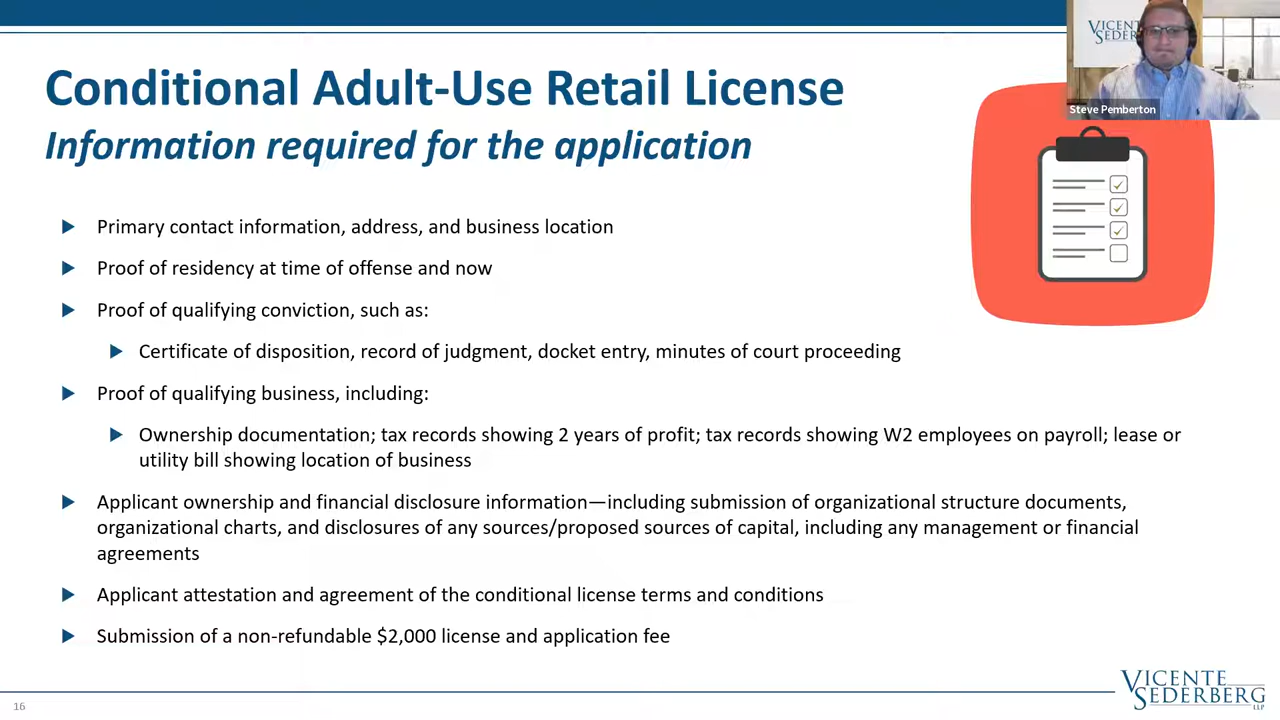 VICENTE
SEDER
Steve Pemberton
Conditional Adult-Use Retail License
Information required for the application
Primary contact information, address, and business location
Proof of residency at time of offense and now
Proof of qualifying conviction, such as:
Certificate of disposition, record of judgment, docket entry, minutes of court proceeding
Proof of qualifying business, including:
Ownership documentation; tax records showing 2 years of profit; tax records showing W2 employees on payroll; lease or
utility bill showing location of business
Applicant ownership and financial disclosure information—including submission of organizational structure documents,
organizational charts, and disclosures of any sources/proposed sources of capital, including any management or financial
agreements
Applicant attestation and agreement of the conditional license terms and conditions
Submission of a non-refundable $2,000 license and application fee
16
VICENTE
SEDERBERG
LLP